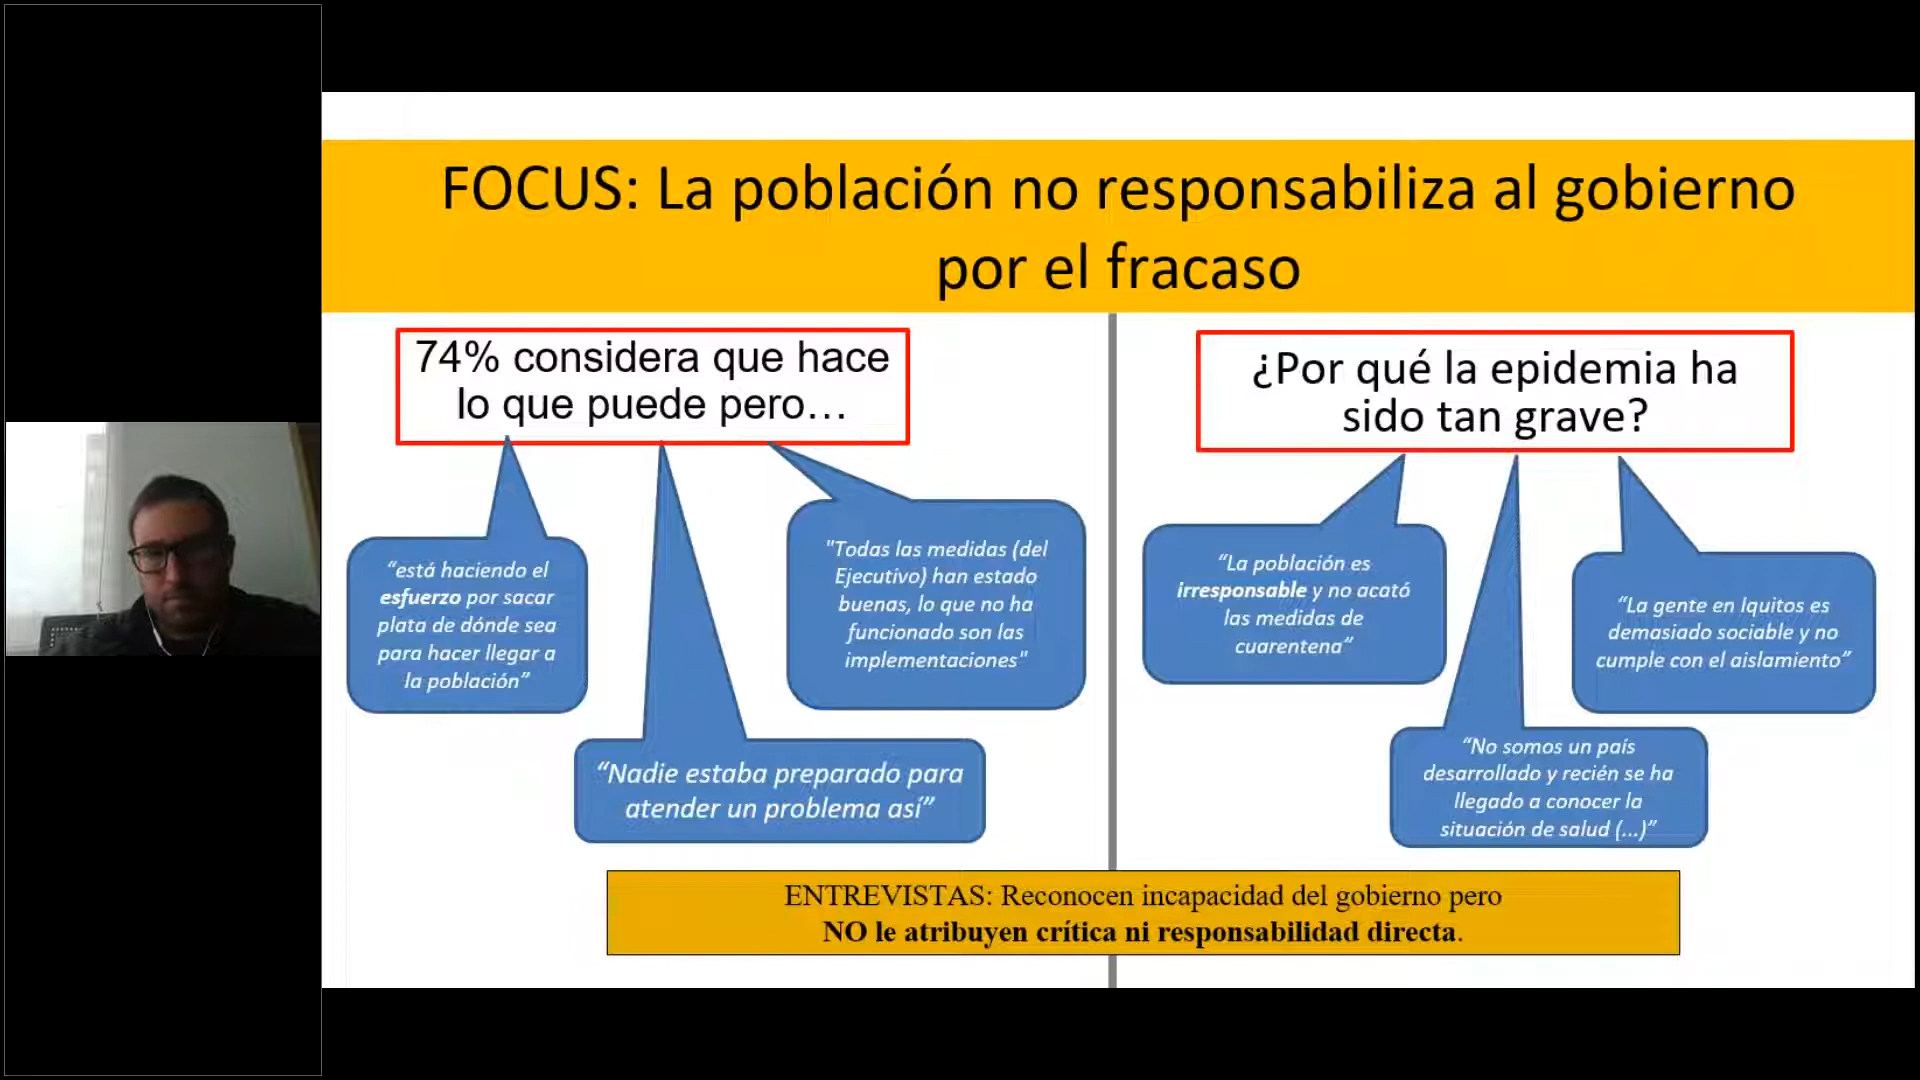 FOCUS: La población no responsabiliza al gobierno
por el fracaso
74% considera que hace
lo que puede pero…
“está haciendo el
esfuerzo por sacar
plata de dónde sea
para hacer llegar a
la población”
“Nadie estaba preparado para
atender un problema así”
"Todas las medidas (del
Ejecutivo) han estado
buenas, lo que no ha
funcionado son las
implementaciones"
¿Por qué la epidemia ha
sido tan grave?
“La población es
irresponsable y no acató
las medidas de
cuarentena”
“No somos un país
desarrollado y recién se ha
llegado a conocer la
situación de salud (...)”
“La gente en Iquitos es
demasiado sociable y no
cumple con el aislamiento”
ENTREVISTAS: Reconocen incapacidad del gobierno pero
NO le atribuyen crítica ni responsabilidad directa.